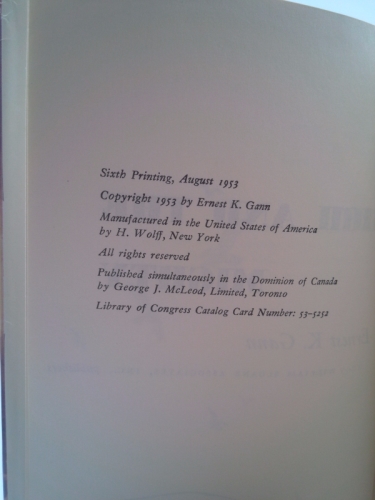 Sixth Printing, August 1953
Copyright 1953 by Ernest K. Gann
Manufactured in the United States of America
by H. Wolff, New York
All rights reserved
Published simultaneously in the Dominion of Canada
by George J. McLeod, Limited, Toronto
Library of Congress Catalog Card Number: 53-5252